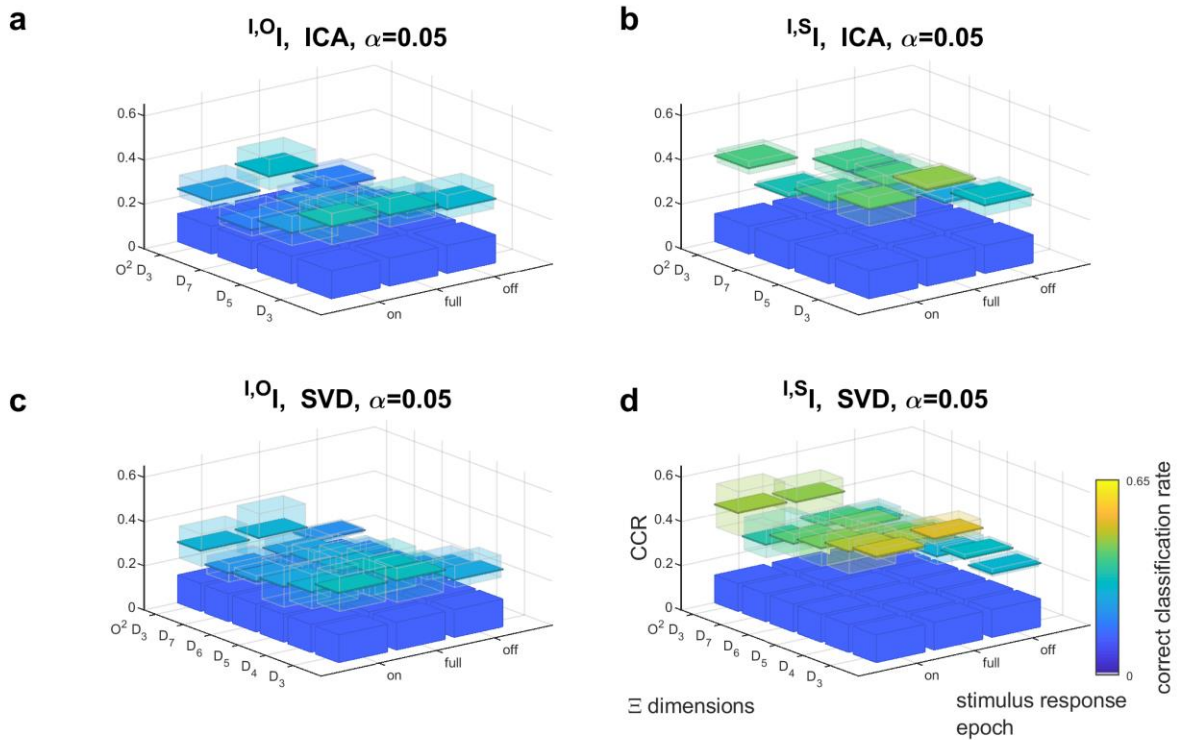 a
I,OI, ICA, α=0.05
0.6
0.4
0.2
0
O2 D3
D7
D5
D3
on
full
off
b
I,SI, ICA, α=0.05
0.6
0.4
0.2
0
O2 D3
D7
D5
D3
on
full
off
c
I,OI, SVD, α=0.05
0.6
0.4
0.2
0
O2 D3
D7
D6
D5
D4
D3
on
full
off
d
I,SI, SVD, α=0.05
CCR
0.6
0.4
0.2
0
O2 D3
D7
D6
D5
D4
D3
on
full
off
Ξ dimensions
stimulus response
epoch
0.65
0
correct classification rate